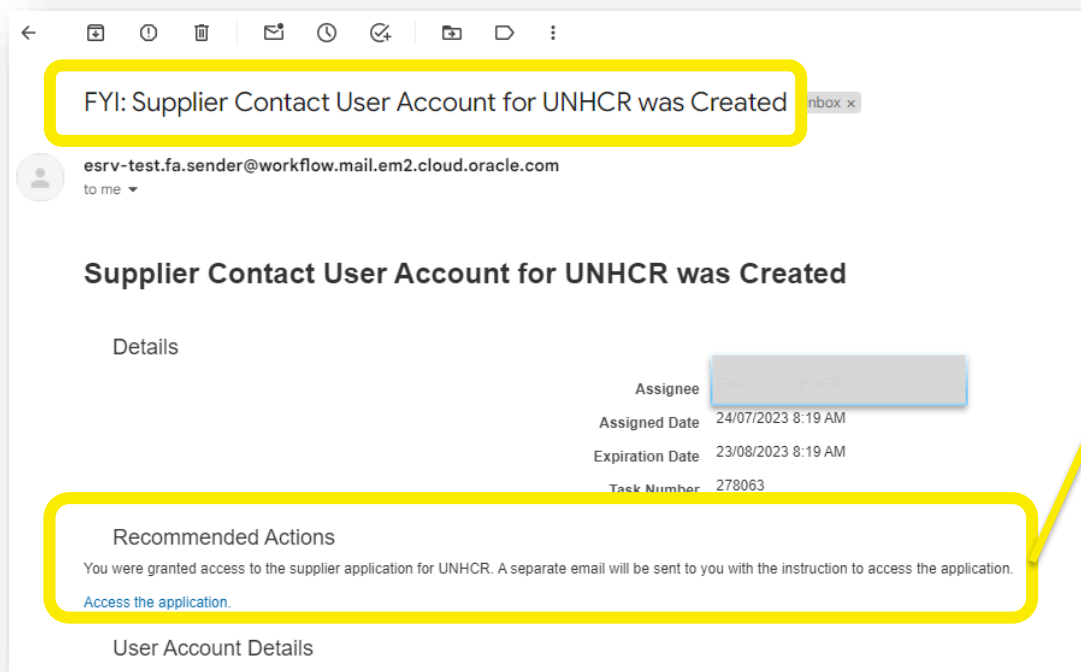 FYI: Supplier Contact User Account for UNHCR was Created nbox ×
esrv-test.fa.sender@workflow.mail.em2.cloud.oracle.com
to me
Supplier Contact User Account for UNHCR was Created
Details
Assignee
Assigned Date 24/07/2023 8:19 AM
Expiration Date 23/08/2023 8:19 AM
Task Number 278063
Recommended Actions
You were granted access to the supplier application for UNHCR. A separate email will be sent to you with the instruction to access the application.
Access the application.
User Account Details